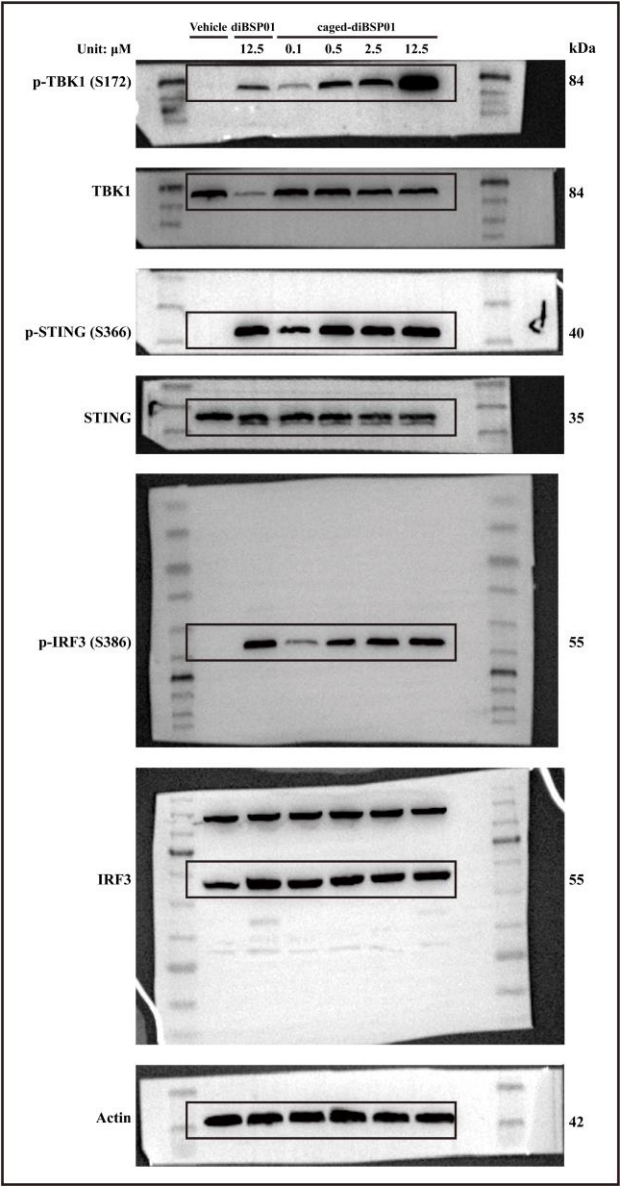 Vehicle diBSP01 caged-diBSP01
Unit: μM 12.5 0.1 0.5 2.5 12.5 kDa
p-TBK1 (S172) 84
TBK1 84
p-STING (S366) 40
STING 35
p-IRF3 (S386) 55
IRF3 55
Actin 42